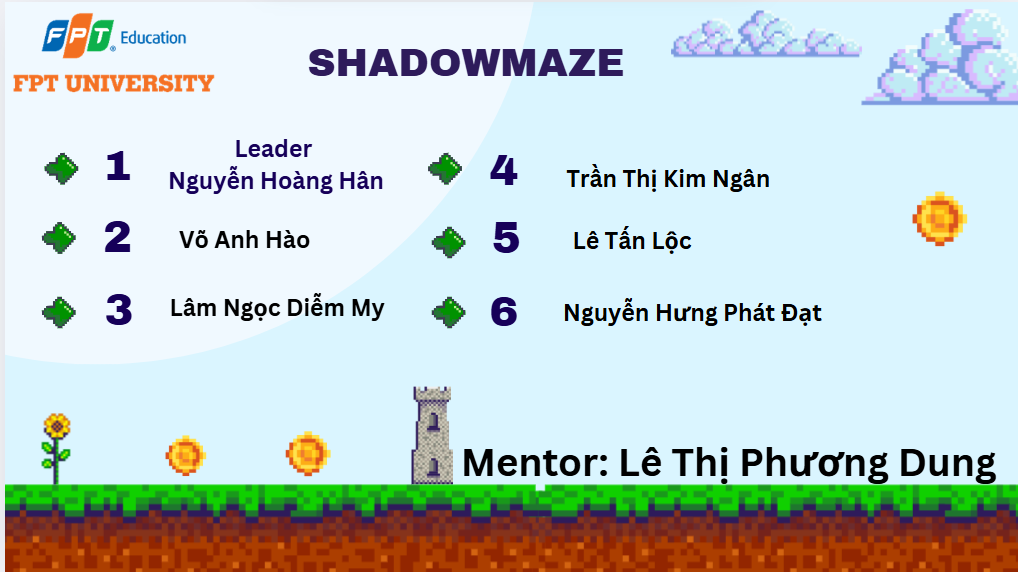 FPT Education
FPT UNIVERSITY
SHADOWMAZE
1
Leader
Nguyễn Hoàng Hân
2
Võ Anh Hào
3
Lâm Ngọc Diễm My
4
Trần Thị Kim Ngân
5
Lê Tấn Lộc
6
Nguyễn Hưng Phát Đạt
Mentor: Lê Thị Phương Dung